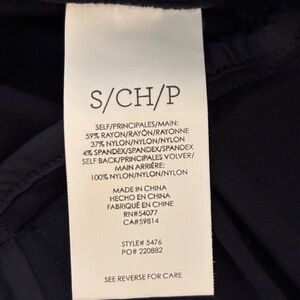 S/CH/P
SELF/PRINCIPALES/MAIN:
59% RAYON/RAYÓN/RAYONNE
37% NYLON/NYLON/NYLON
4% SPANDEX/SPANDEX/SPANDEX
SELF BACK/PRINCIPALES VOLVER/
MAIN ARRIÈRE:
100% NYLON/NYLON/NYLON
MADE IN CHINA
HECHO EN CHINA
FABRIQUÉ EN CHINE
RN#54077
CA#59814
STYLE# 5476
PO# 220882
SEE REVERSE FOR CARE